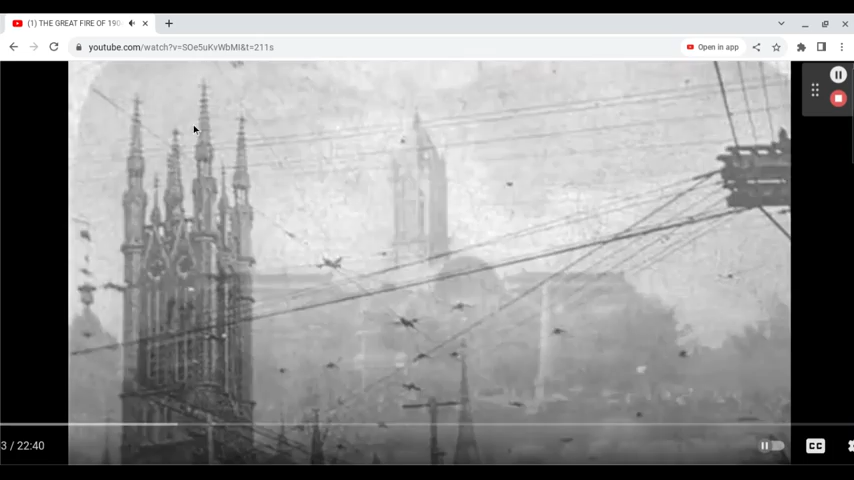 (1) THE GREAT FIRE OF 190
youtube.com/watch?v=SOe5uKvWbMI&t=211s
Open in app
3 / 22:40
CC